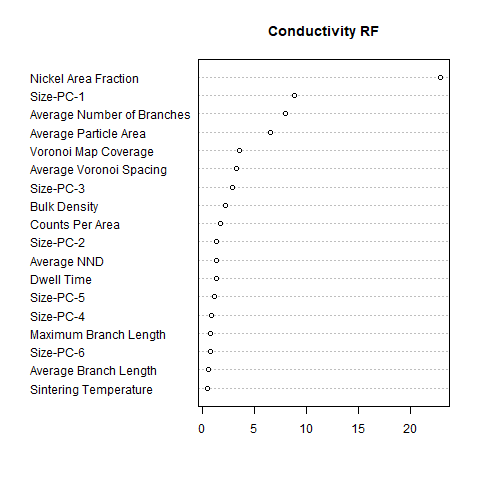 Conductivity RF
Nickel Area Fraction
Size-PC-1
Average Number of Branches
Average Particle Area
Voronoi Map Coverage
Average Voronoi Spacing
Size-PC-3
Bulk Density
Counts Per Area
Size-PC-2
Average NND
Dwell Time
Size-PC-5
Size-PC-4
Maximum Branch Length
Size-PC-6
Average Branch Length
Sintering Temperature
0 5 10 15 20